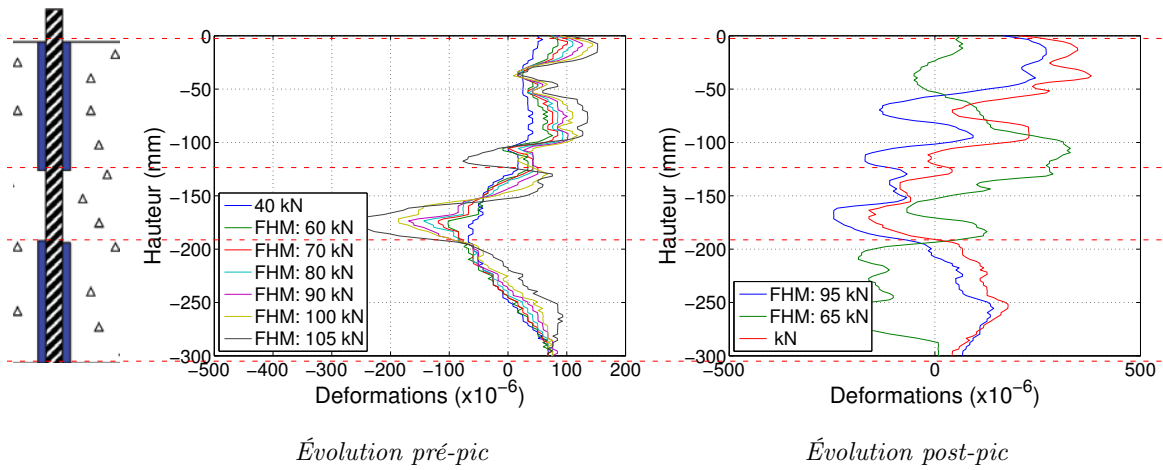 0
−50
−100
−150
−200
−250
−300
Hauteur (mm)
40 kN
FHM: 60 kN
FHM: 70 kN
FHM: 80 kN
FHM: 90 kN
FHM: 100 kN
FHM: 105 kN
−500 −400 −300 −200 −100 0 100 200
Deformations (x10⁻⁶)
Évolution pré-pic
0
−50
−100
−150
−200
−250
−300
Hauteur (mm)
FHM: 95 kN
FHM: 65 kN
kN
−500 0 500
Deformations (x10⁻⁶)
Évolution post-pic